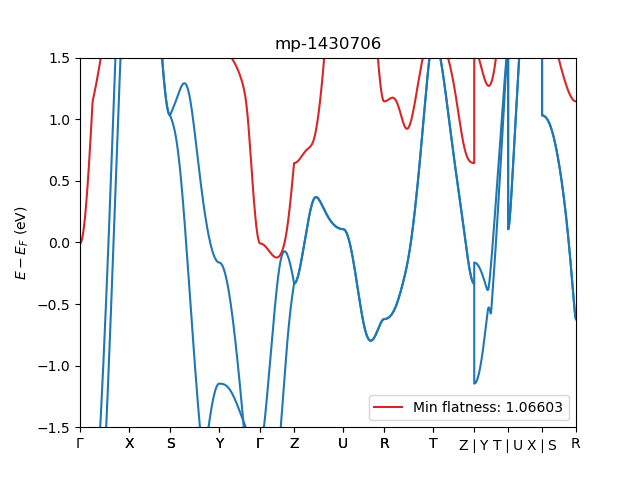 mp-1430706
E − E_F (eV)
1.5
1.0
0.5
0.0
−0.5
−1.0
−1.5
Min flatness: 1.06603
Γ X S Y Γ Z U R T Z|Y T|U X|S R